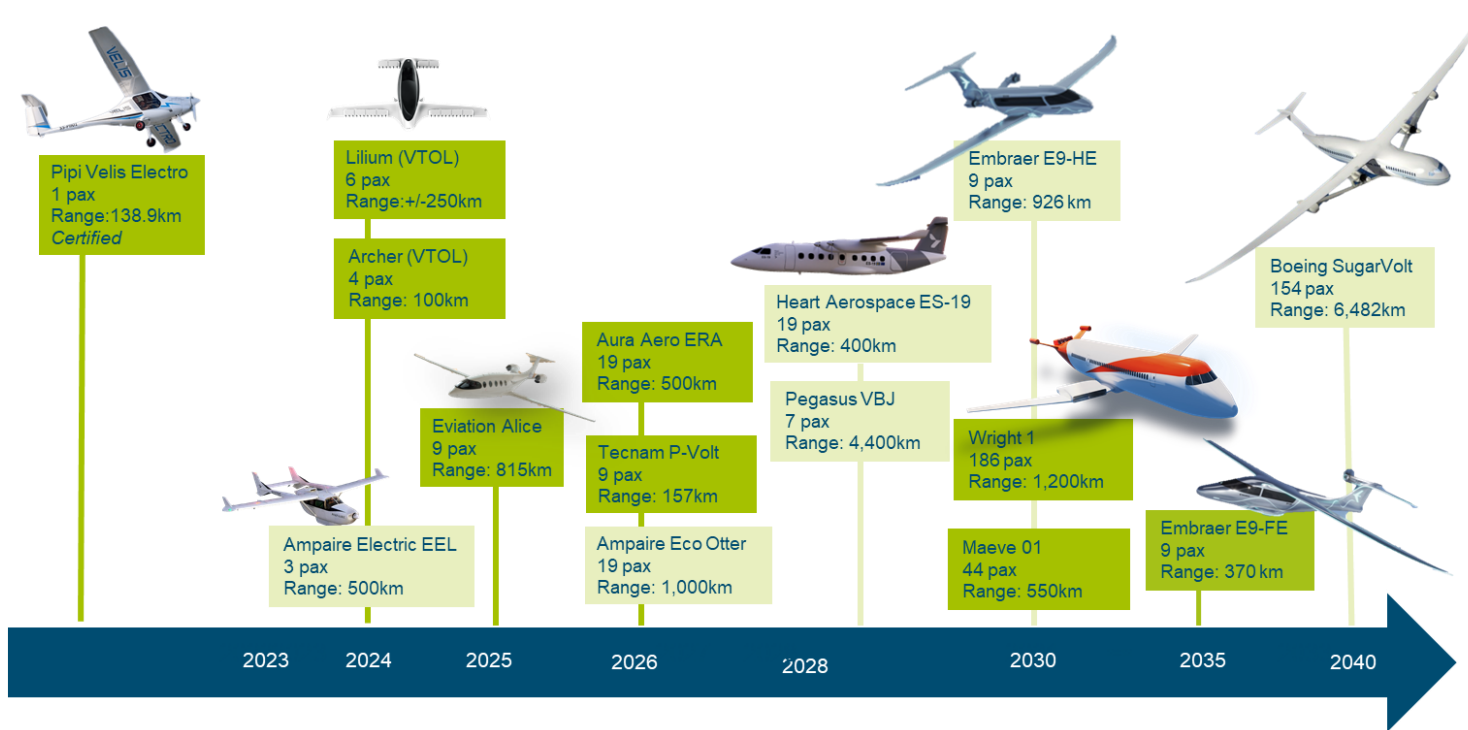 VELIS
CTRO
Pipi Velis Electro
1 pax
Range:138.9km
Certified
Lilium (VTOL)
6 pax
Range:+/-250km
Archer (VTOL)
4 pax
Range: 100km
Ampaire Electric EEL
3 pax
Range: 500km
Eviation Alice
9 pax
Range: 815km
Aura Aero ERA
19 pax
Range: 500km
Tecnam P-Volt
9 pax
Range: 157km
Ampaire Eco Otter
19 pax
Range: 1,000km
Heart Aerospace ES-19
19 pax
Range: 400km
Pegasus VBJ
7 pax
Range: 4,400km
Embraer E9-HE
9 pax
Range: 926 km
Wright 1
186 pax
Range: 1,200km
Maeve 01
44 pax
Range: 550km
Embraer E9-FE
9 pax
Range: 370 km
Boeing SugarVolt
154 pax
Range: 6,482km
2023
2024
2025
2026
2028
2030
2035
2040